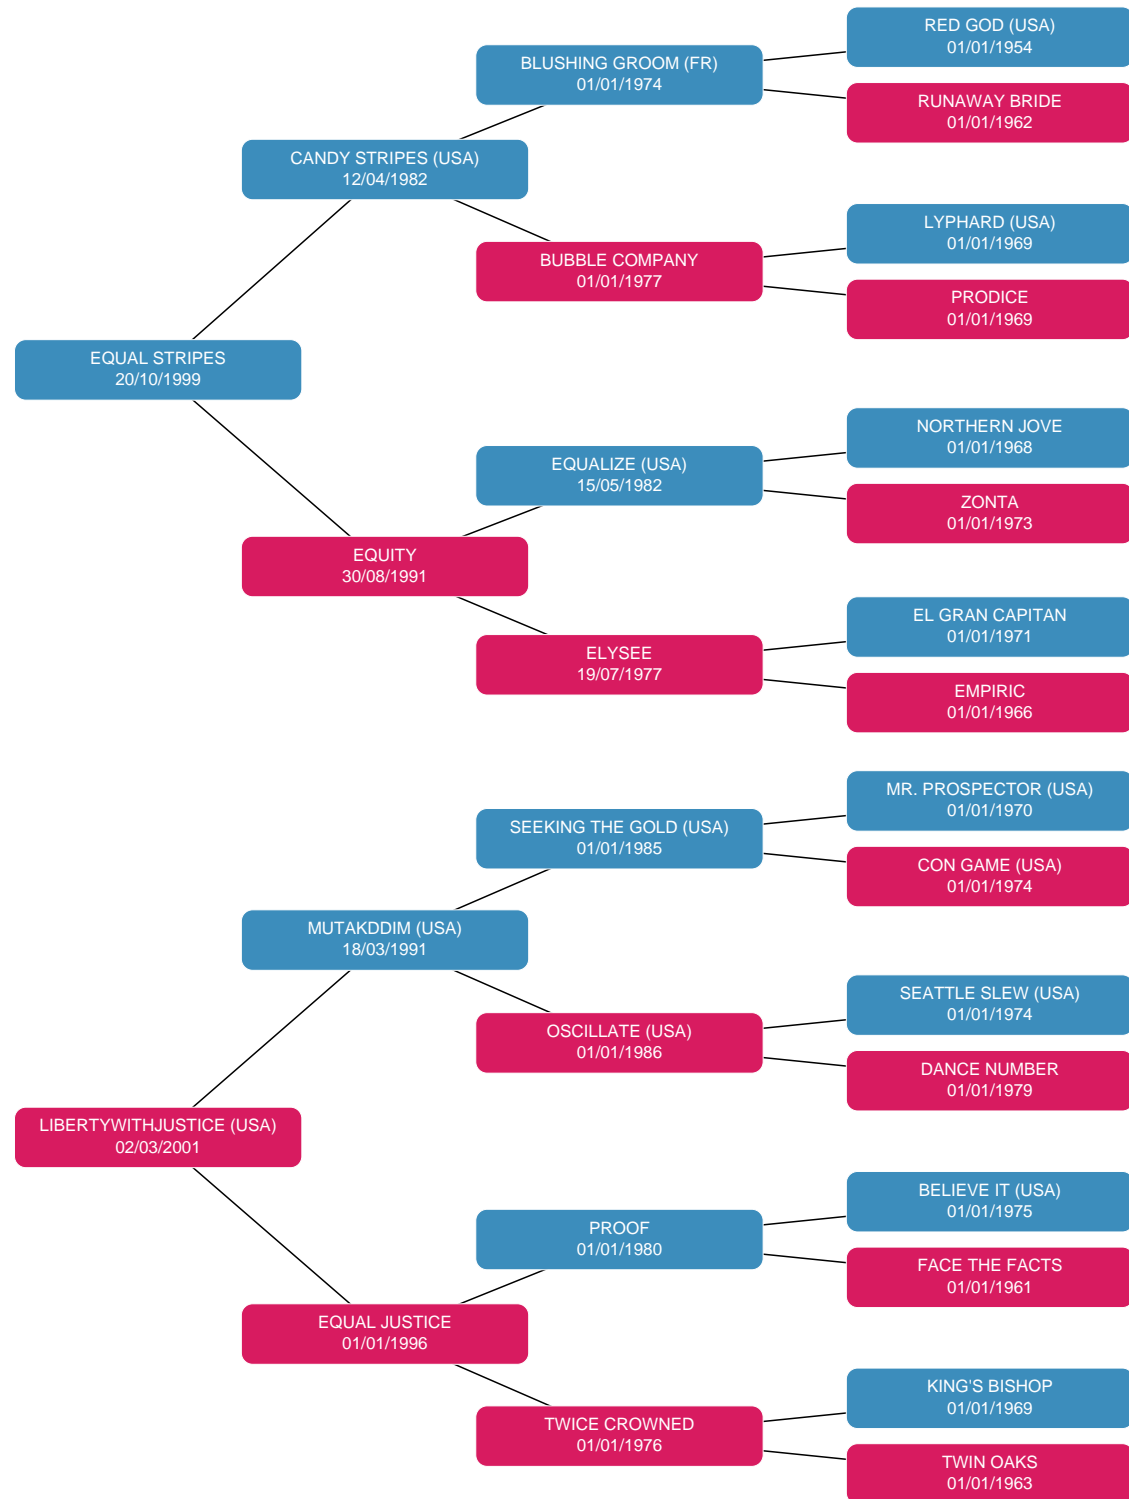 RED GOD (USA)
01/01/1954
BLUSHING GROOM (FR)
01/01/1974
RUNAWAY BRIDE
01/01/1962
CANDY STRIPES (USA)
12/04/1982
LYPHARD (USA)
01/01/1969
BUBBLE COMPANY
01/01/1977
PRODICE
01/01/1969
EQUAL STRIPES
20/10/1999
NORTHERN JOVE
01/01/1968
EQUALIZE (USA)
15/05/1982
ZONTA
01/01/1973
EQUITY
30/08/1991
EL GRAN CAPITAN
01/01/1971
ELYSEE
19/07/1977
EMPIRIC
01/01/1966
MR. PROSPECTOR (USA)
01/01/1970
SEEKING THE GOLD (USA)
01/01/1985
CON GAME (USA)
01/01/1974
MUTAKDDIM (USA)
18/03/1991
SEATTLE SLEW (USA)
01/01/1974
OSCILLATE (USA)
01/01/1986
DANCE NUMBER
01/01/1979
LIBERTYWITHJUSTICE (USA)
02/03/2001
BELIEVE IT (USA)
01/01/1975
PROOF
01/01/1980
FACE THE FACTS
01/01/1961
EQUAL JUSTICE
01/01/1996
KING'S BISHOP
01/01/1969
TWICE CROWNED
01/01/1976
TWIN OAKS
01/01/1963